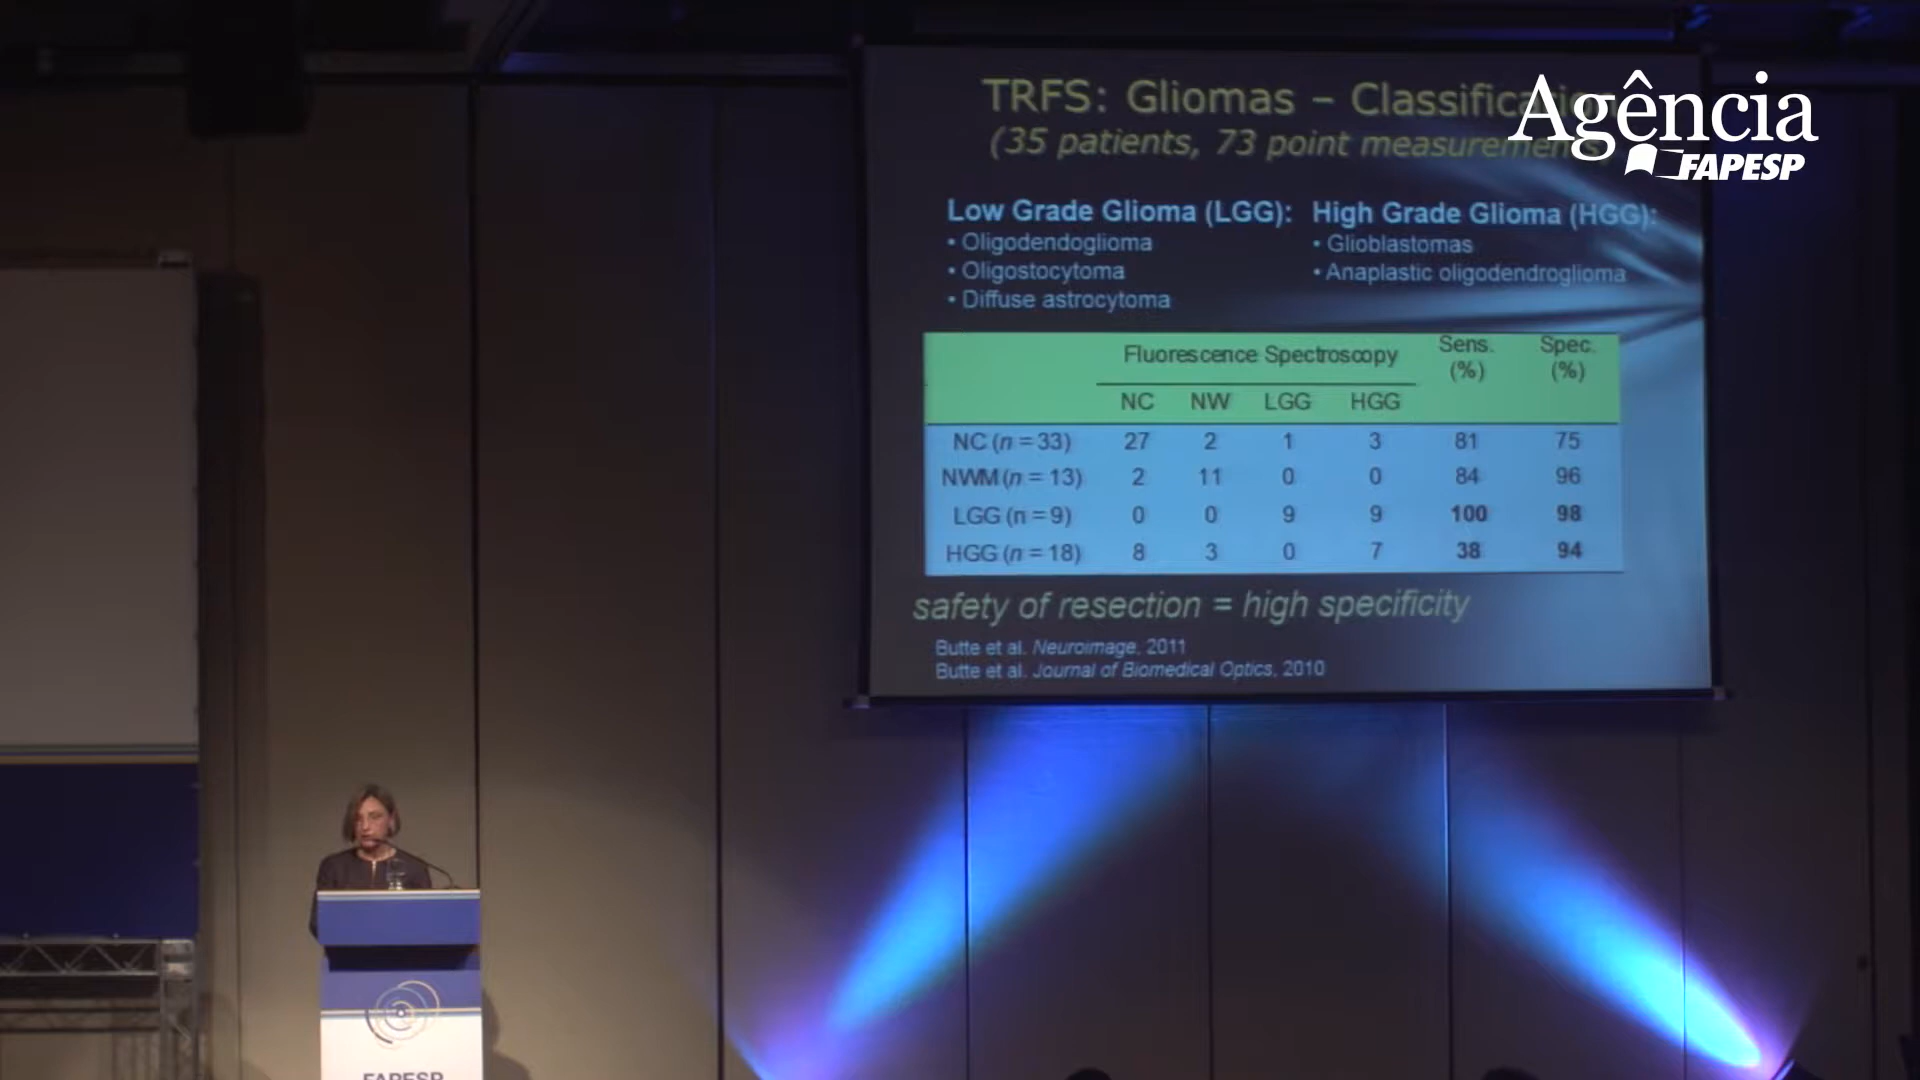 TRFS: Gliomas – Classification
(35 patients, 73 point measurements)
Agência
FAPESP
Low Grade Glioma (LGG):
• Oligodendoglioma
• Oligostocytoma
• Diffuse astrocytoma
High Grade Glioma (HGG):
• Glioblastomas
• Anaplastic oligodendroglioma
Fluorescence Spectroscopy Sens. (%) Spec. (%)
NC NW LGG HGG
NC (n = 33) 27 2 1 3 81 75
NWM (n = 13) 2 11 0 0 84 96
LGG (n = 9) 0 0 9 9 100 98
HGG (n = 18) 8 3 0 7 38 94
safety of resection = high specificity
Butte et al. Neuroimage, 2011
Butte et al. Journal of Biomedical Optics, 2010
FAPESP